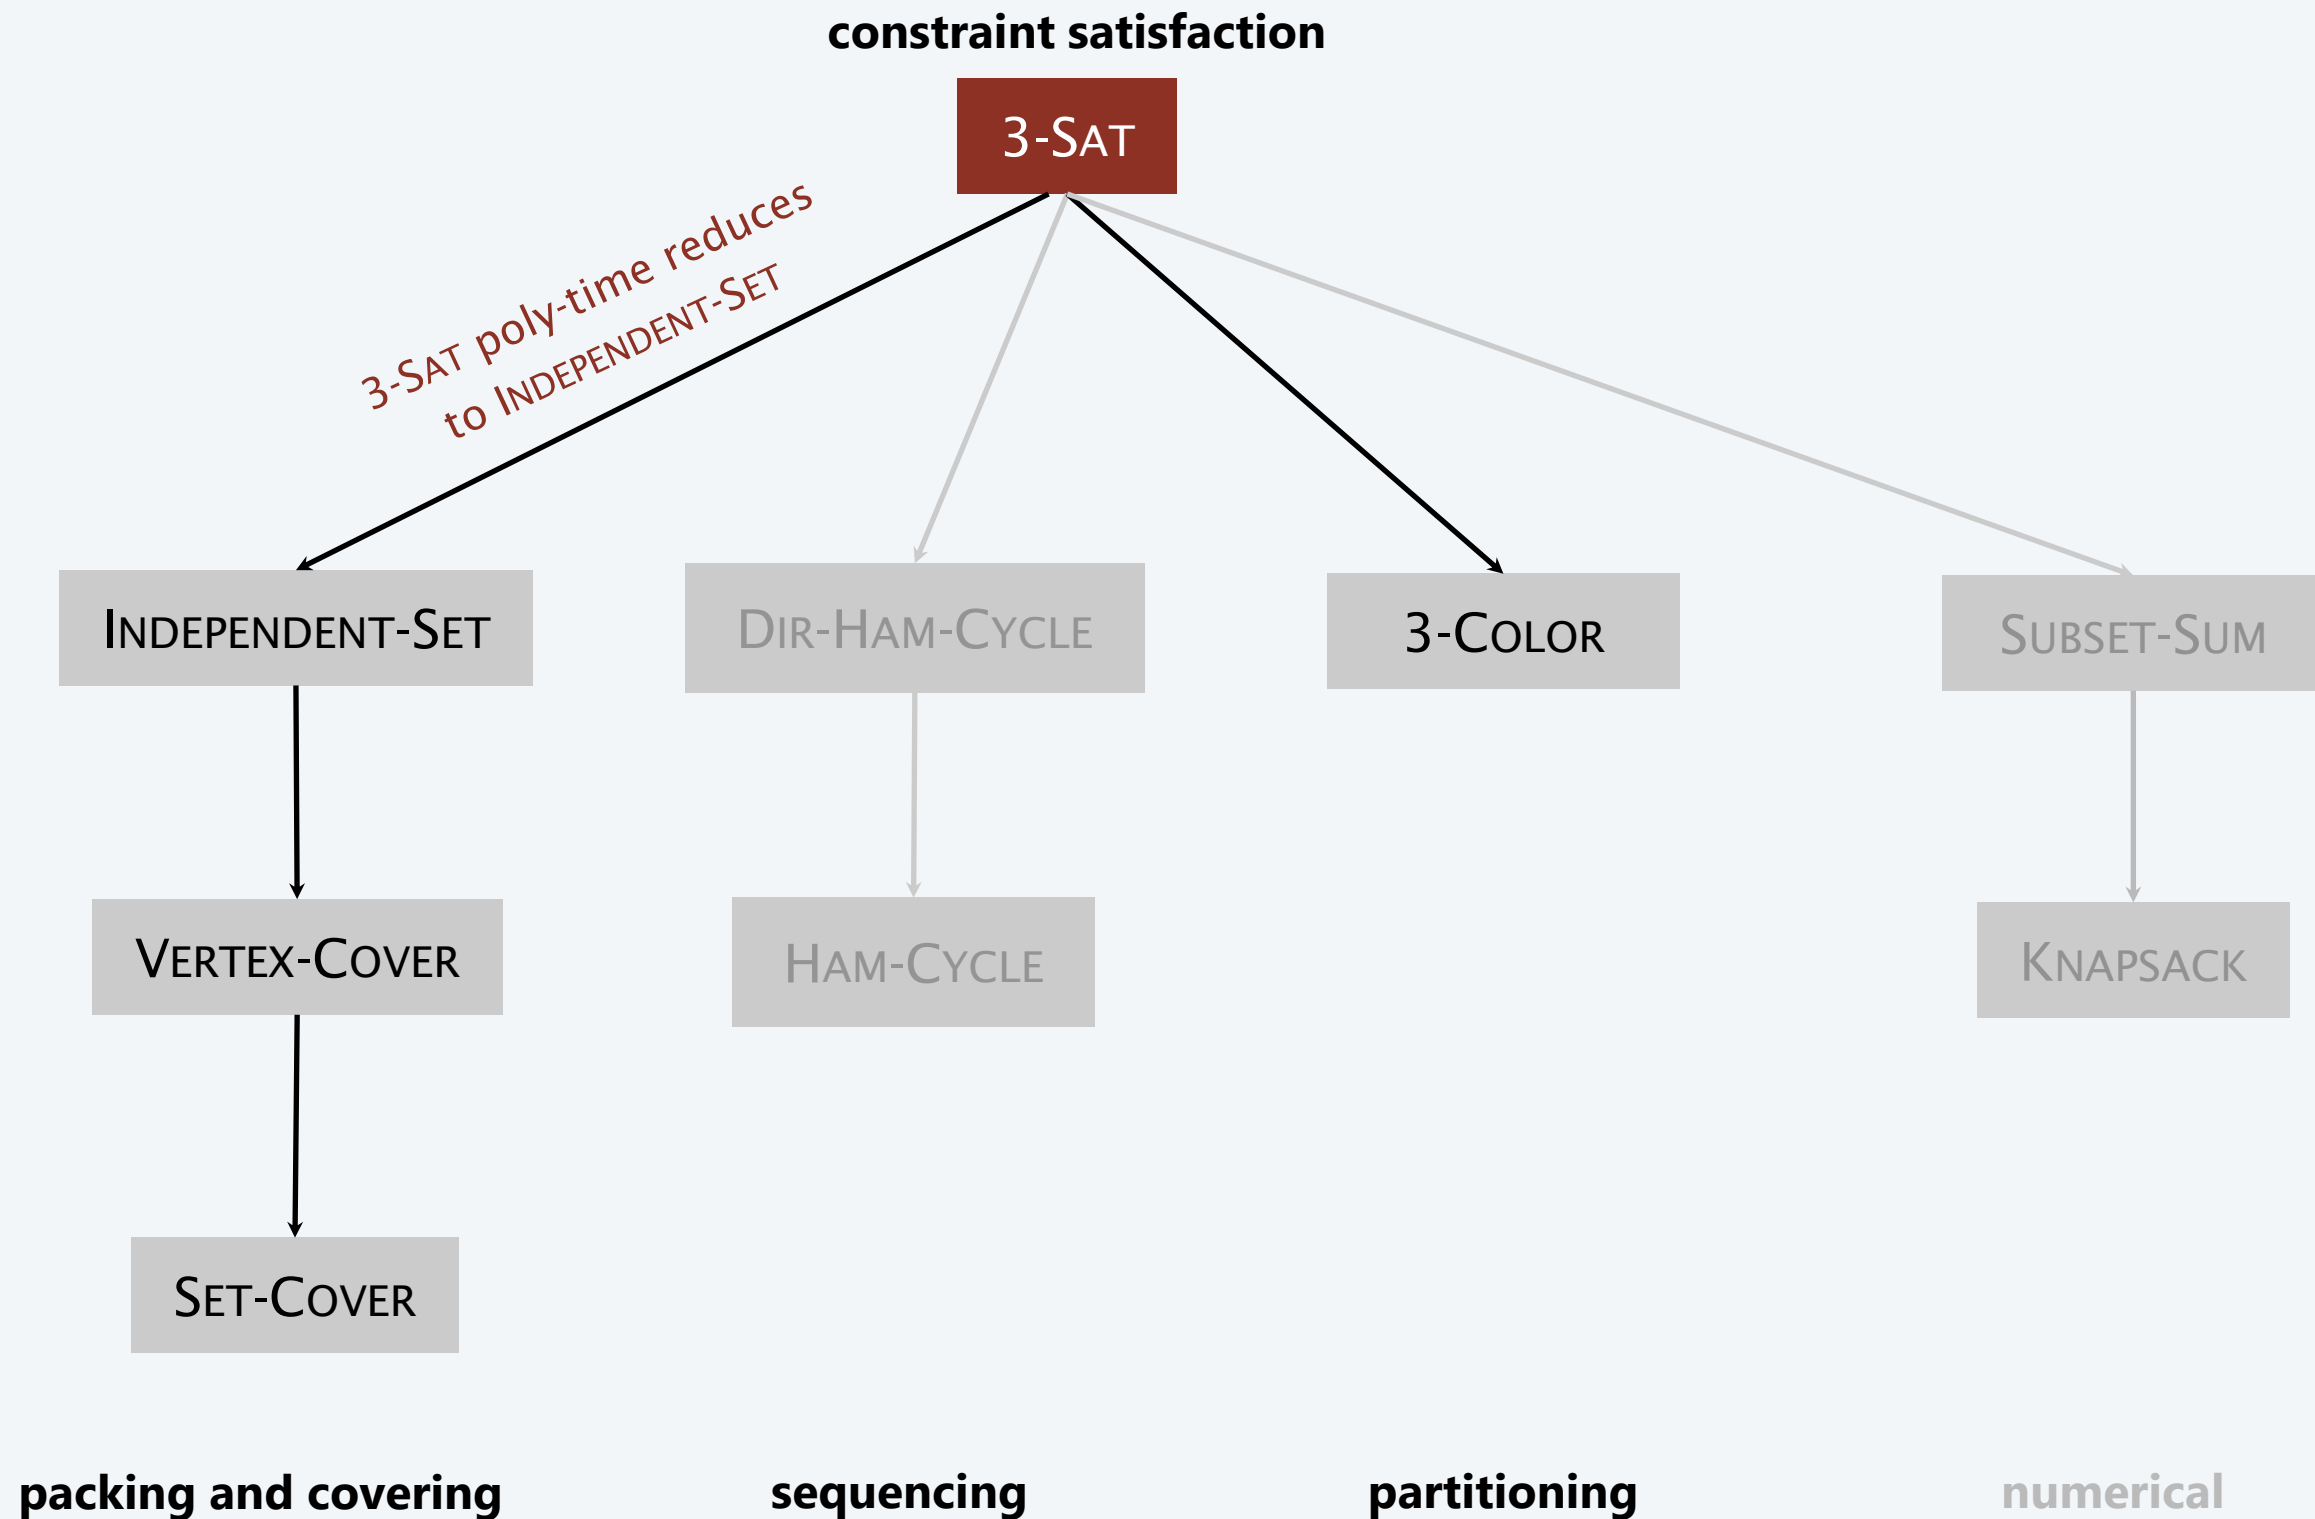 constraint satisfaction
3-SAT
3-SAT poly-time reduces
to INDEPENDENT-SET
INDEPENDENT-SET
DIR-HAM-CYCLE
3-COLOR
SUBSET-SUM
VERTEX-COVER
HAM-CYCLE
KNAPSACK
SET-COVER
packing and covering
sequencing
partitioning
numerical